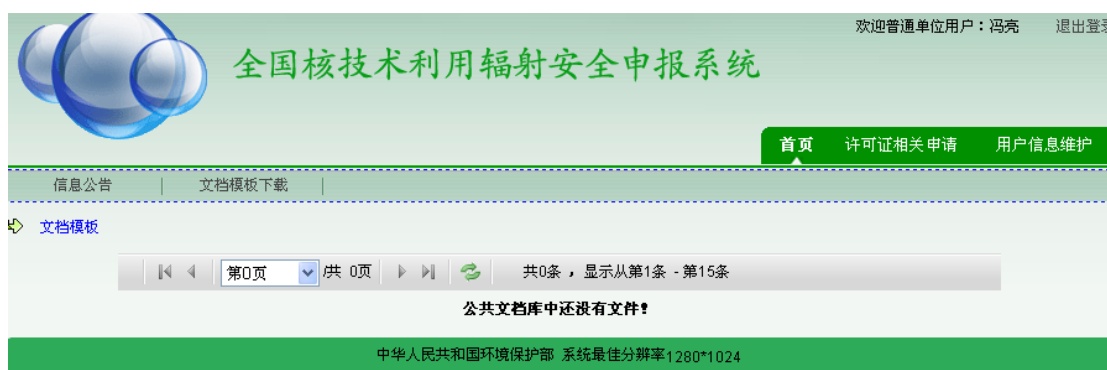 欢迎普通单位用户：冯亮 退出登录
全国核技术利用辐射安全申报系统
首页 许可证相关申请 用户信息维护
信息公告 | 文档模板下载 |
文档模板
第0页 /共 0页 共0条，显示从第1条 - 第15条
公共文档库中还没有文件！
中华人民共和国环境保护部 系统最佳分辨率1280*1024